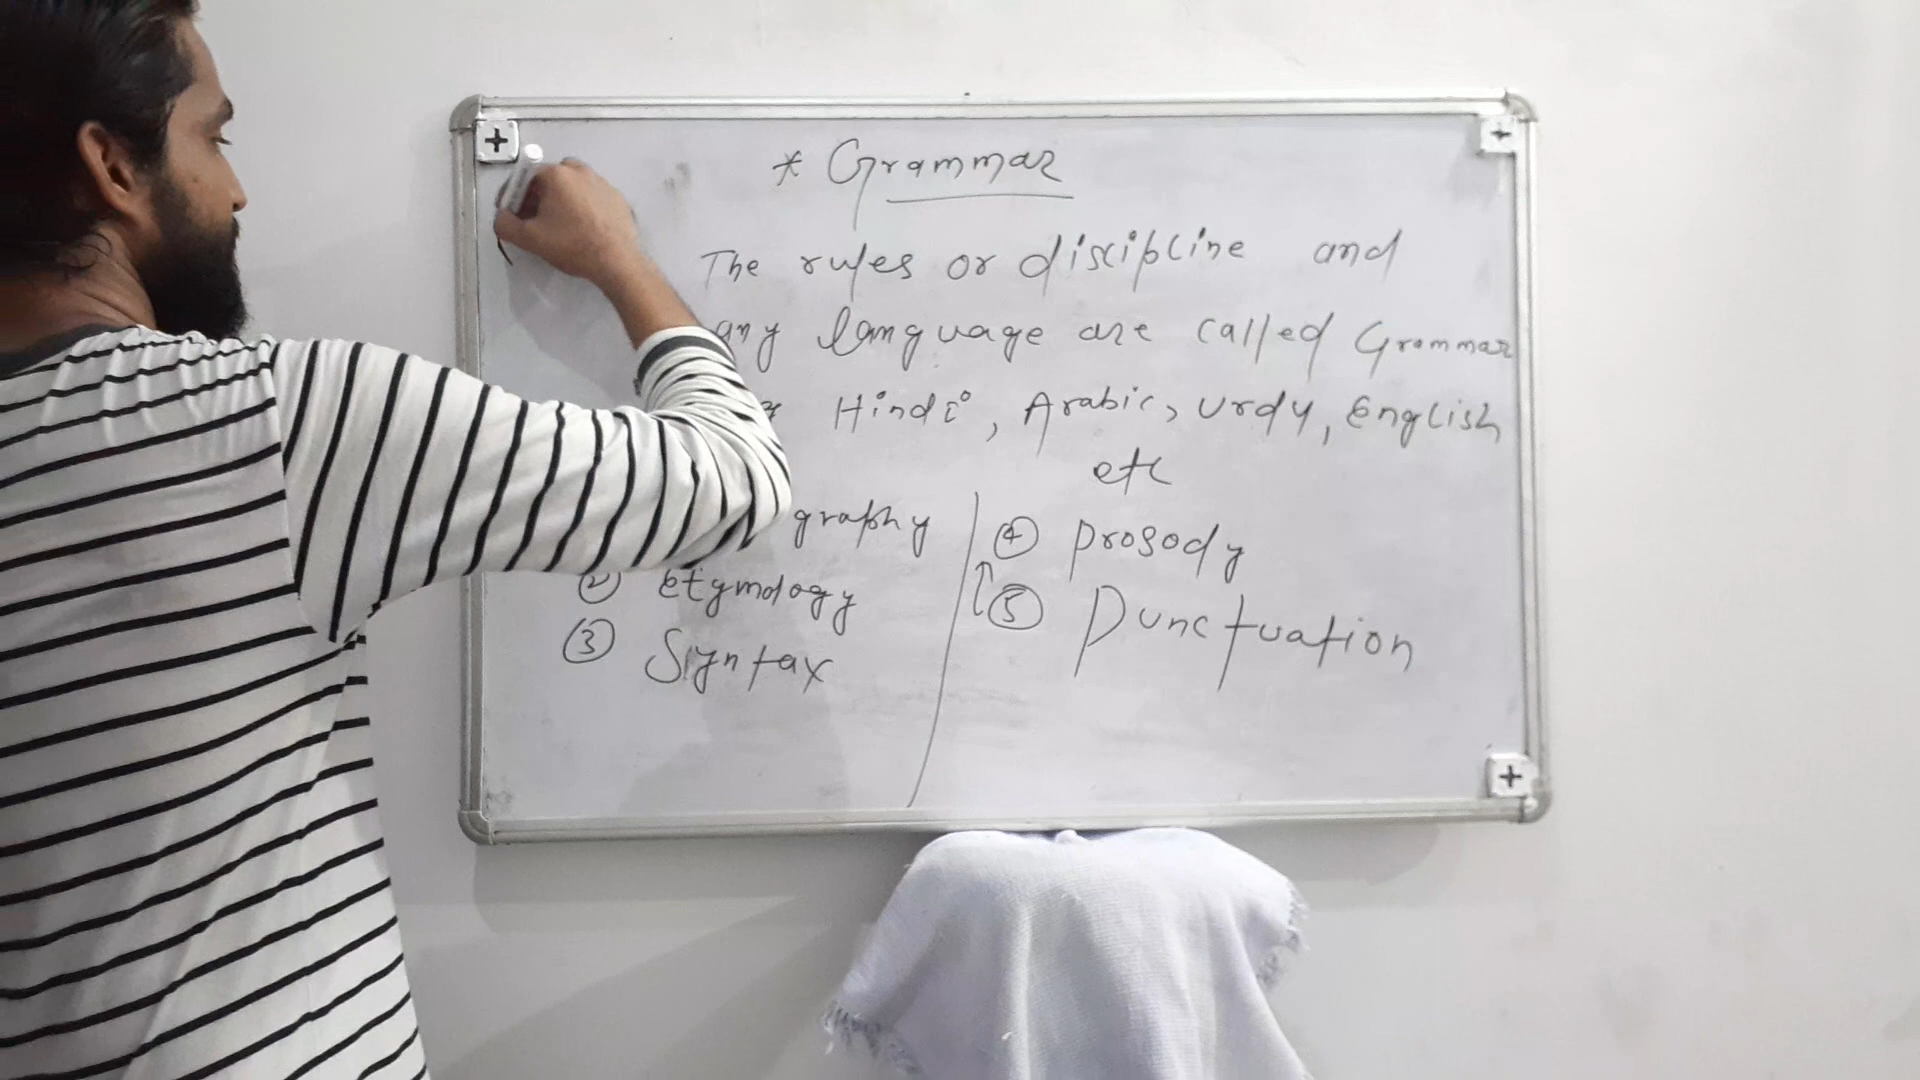 * Grammar
The rules or discipline and
any language are called Grammar
Hindi, Arabic, Urdu, English
etc
graphy
② etymology
③ Syntax
④ Prosody
⑤ Punctuation